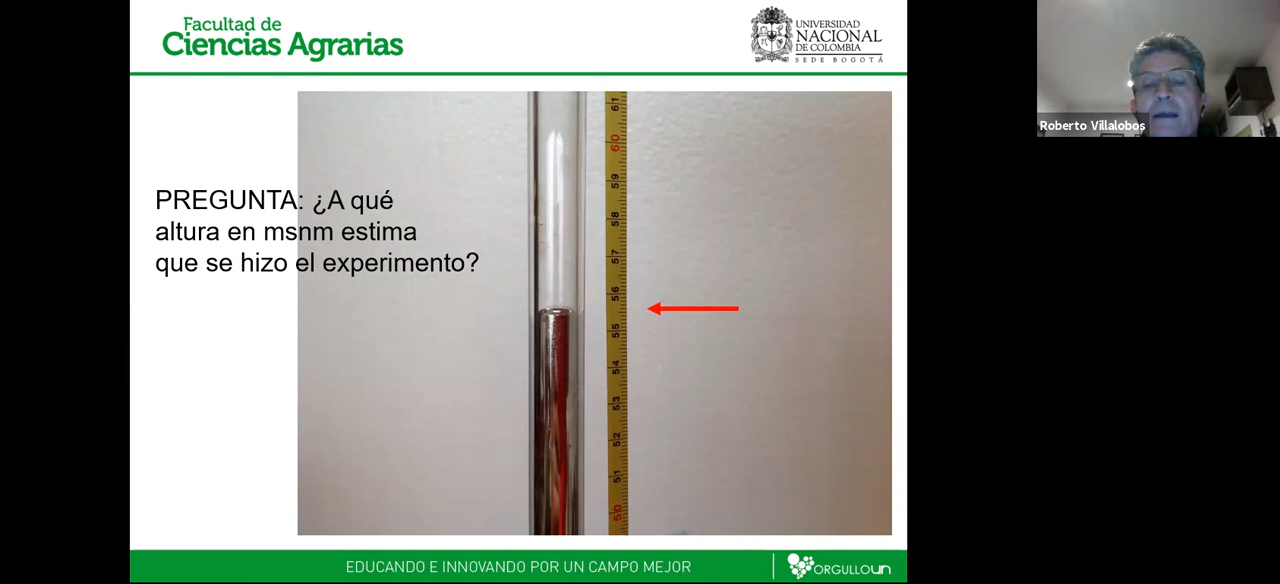 Facultad de
Ciencias Agrarias
UNIVERSIDAD
NACIONAL
DE COLOMBIA
SEDE BOGOTÁ
Roberto Villalobos
PREGUNTA: ¿A qué
altura en msnm estima
que se hizo el experimento?
61
60
59
58
57
56
55
54
53
52
51
50
EDUCANDO E INNOVANDO POR UN CAMPO MEJOR
ORGULLOUN